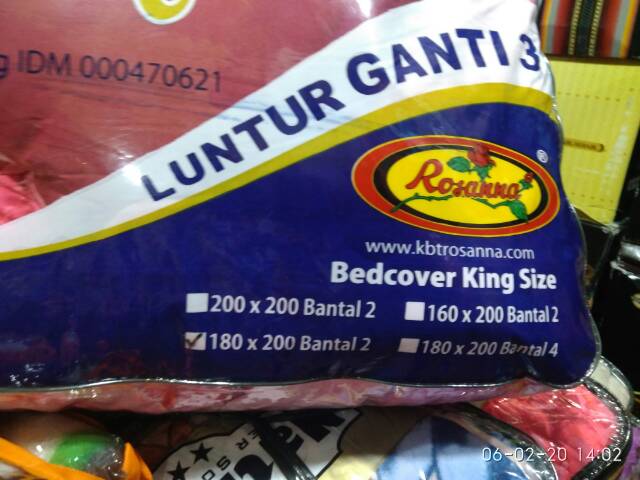 IDM 000470621
LUNTUR GANTI 3
Rosanna®
www.kbtrosanna.com
Bedcover King Size
200 x 200 Bantal 2
160 x 200 Bantal 2
180 x 200 Bantal 2
180 x 200 Bantal 4
06-02-20 14:02